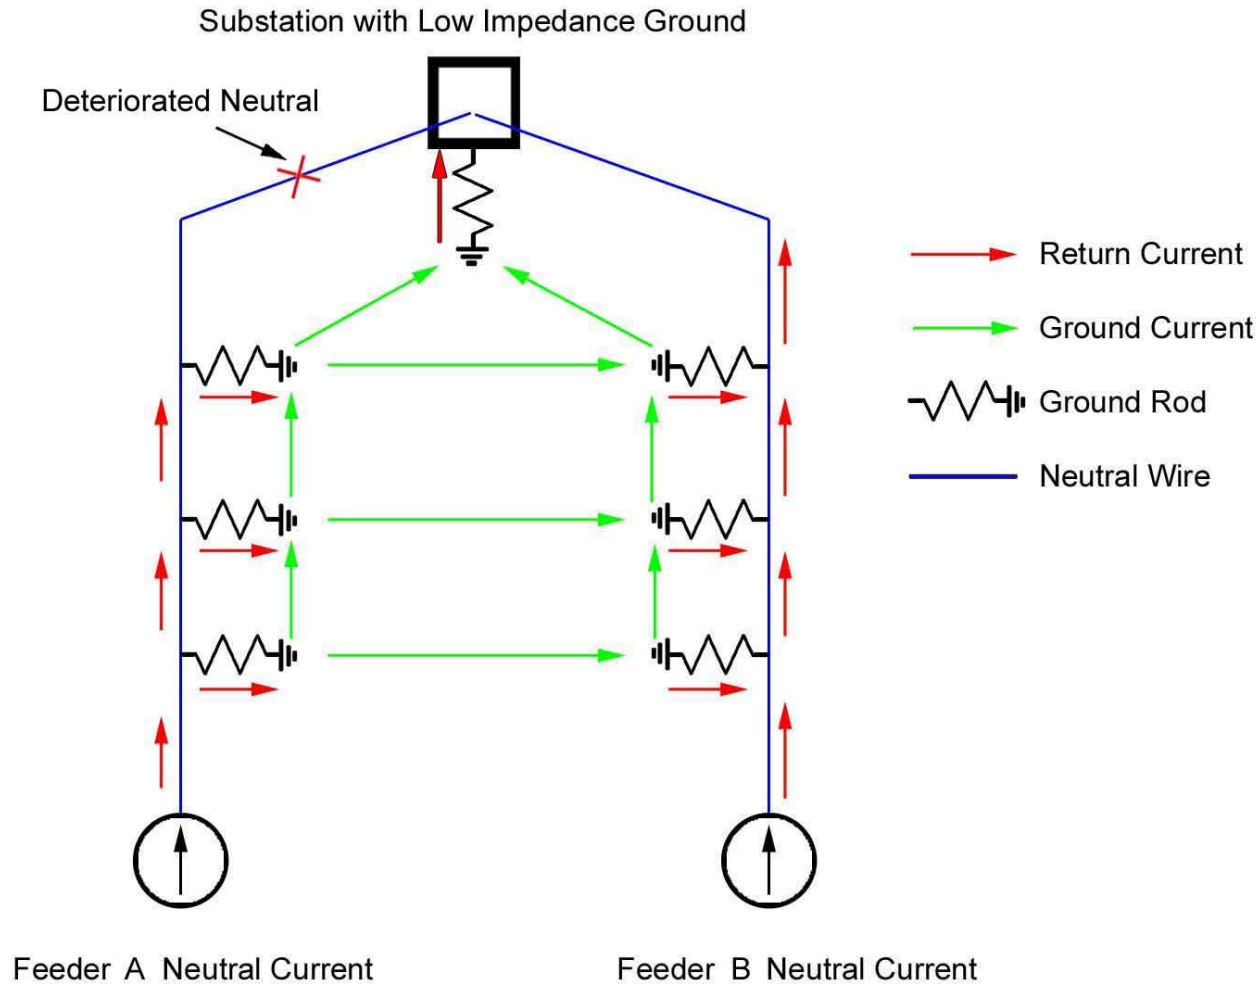 Substation with Low Impedance Ground
Deteriorated Neutral
Return Current
Ground Current
Ground Rod
Neutral Wire
Feeder A Neutral Current
Feeder B Neutral Current